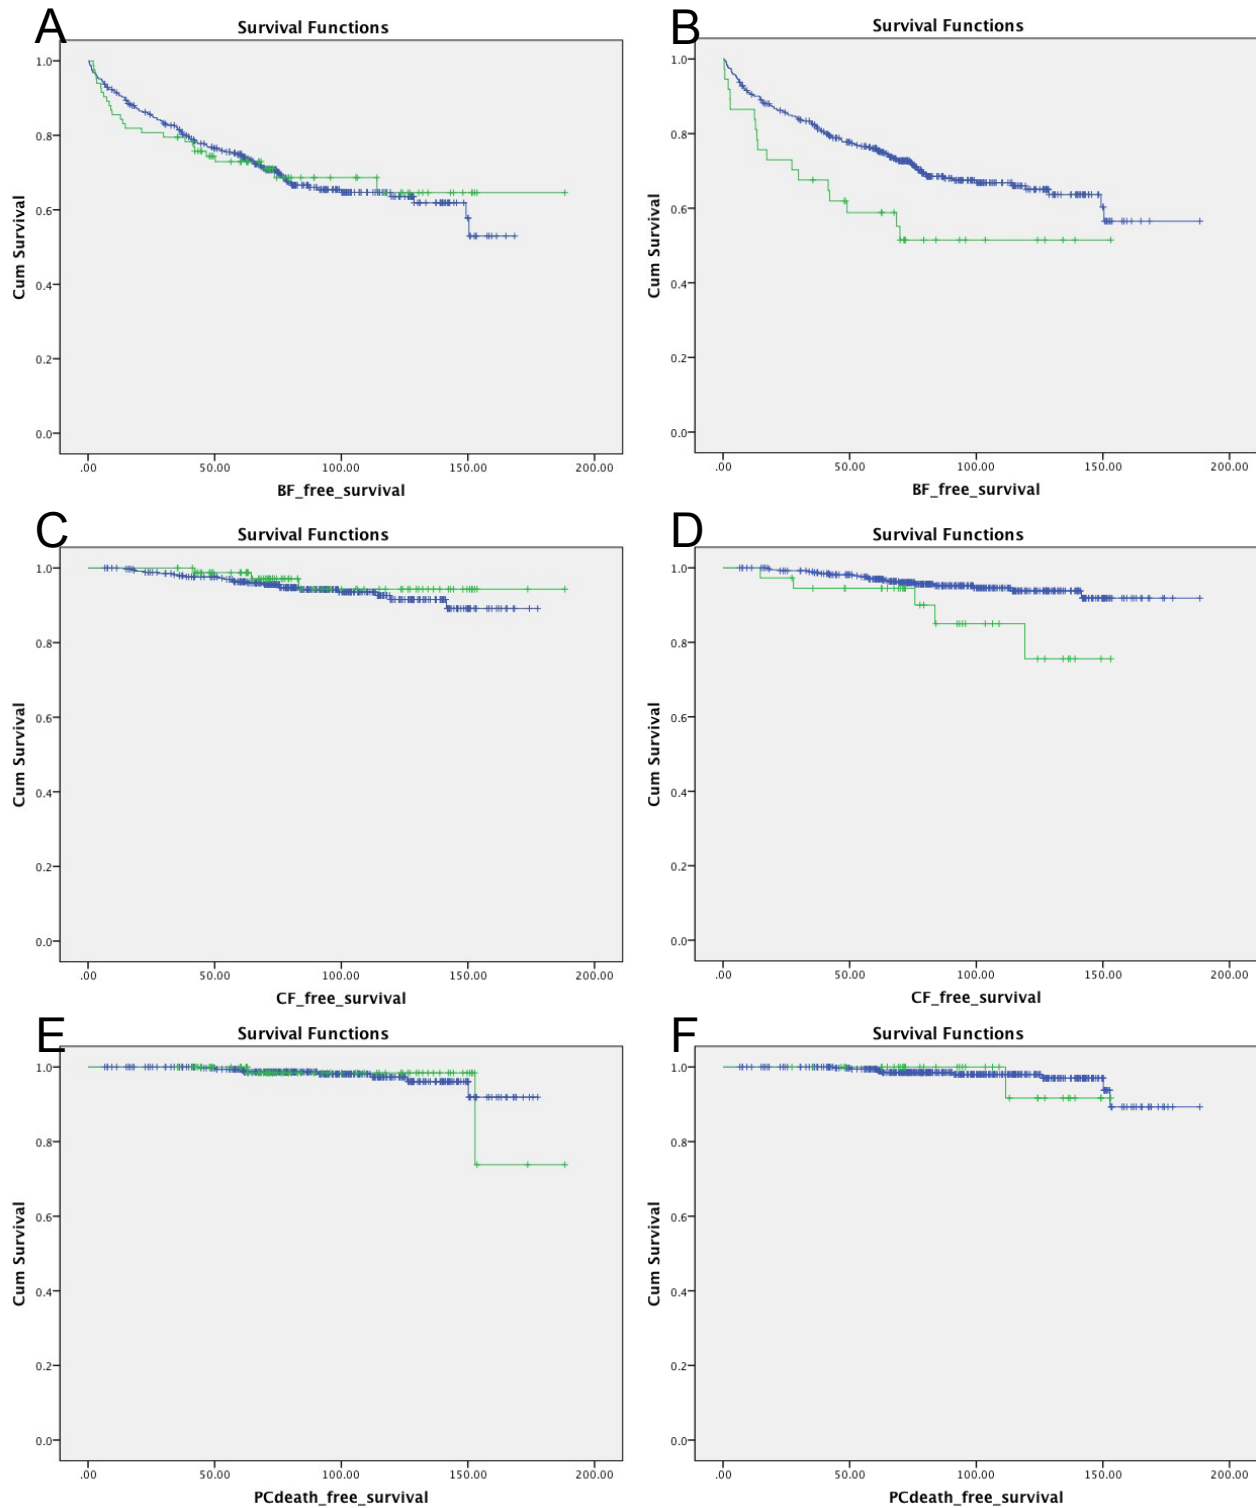 A
Survival Functions
1.0
0.8
0.6
0.4
0.2
0.0
Cum Survival
.00 50.00 100.00 150.00 200.00
BF_free_survival
B
Survival Functions
1.0
0.8
0.6
0.4
0.2
0.0
Cum Survival
.00 50.00 100.00 150.00 200.00
BF_free_survival
C
Survival Functions
1.0
0.8
0.6
0.4
0.2
0.0
Cum Survival
.00 50.00 100.00 150.00 200.00
CF_free_survival
D
Survival Functions
1.0
0.8
0.6
0.4
0.2
0.0
Cum Survival
.00 50.00 100.00 150.00 200.00
CF_free_survival
E
Survival Functions
1.0
0.8
0.6
0.4
0.2
0.0
Cum Survival
.00 50.00 100.00 150.00 200.00
PCdeath_free_survival
F
Survival Functions
1.0
0.8
0.6
0.4
0.2
0.0
Cum Survival
.00 50.00 100.00 150.00 200.00
PCdeath_free_survival